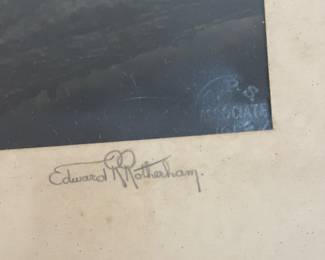 P.S.
ASSOCIATE
Edward R Rotherham.